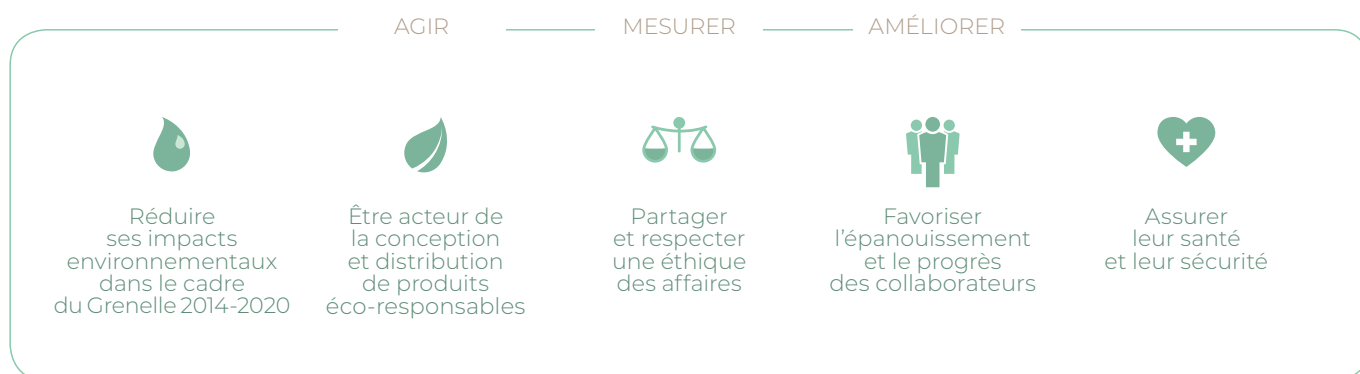 AGIR
MESURER
AMÉLIORER
Réduire
ses impacts
environnementaux
dans le cadre
du Grenelle 2014-2020
Être acteur de
la conception
et distribution
de produits
éco-responsables
Partager
et respecter
une éthique
des affaires
Favoriser
l'épanouissement
et le progrès
des collaborateurs
Assurer
leur santé
et leur sécurité